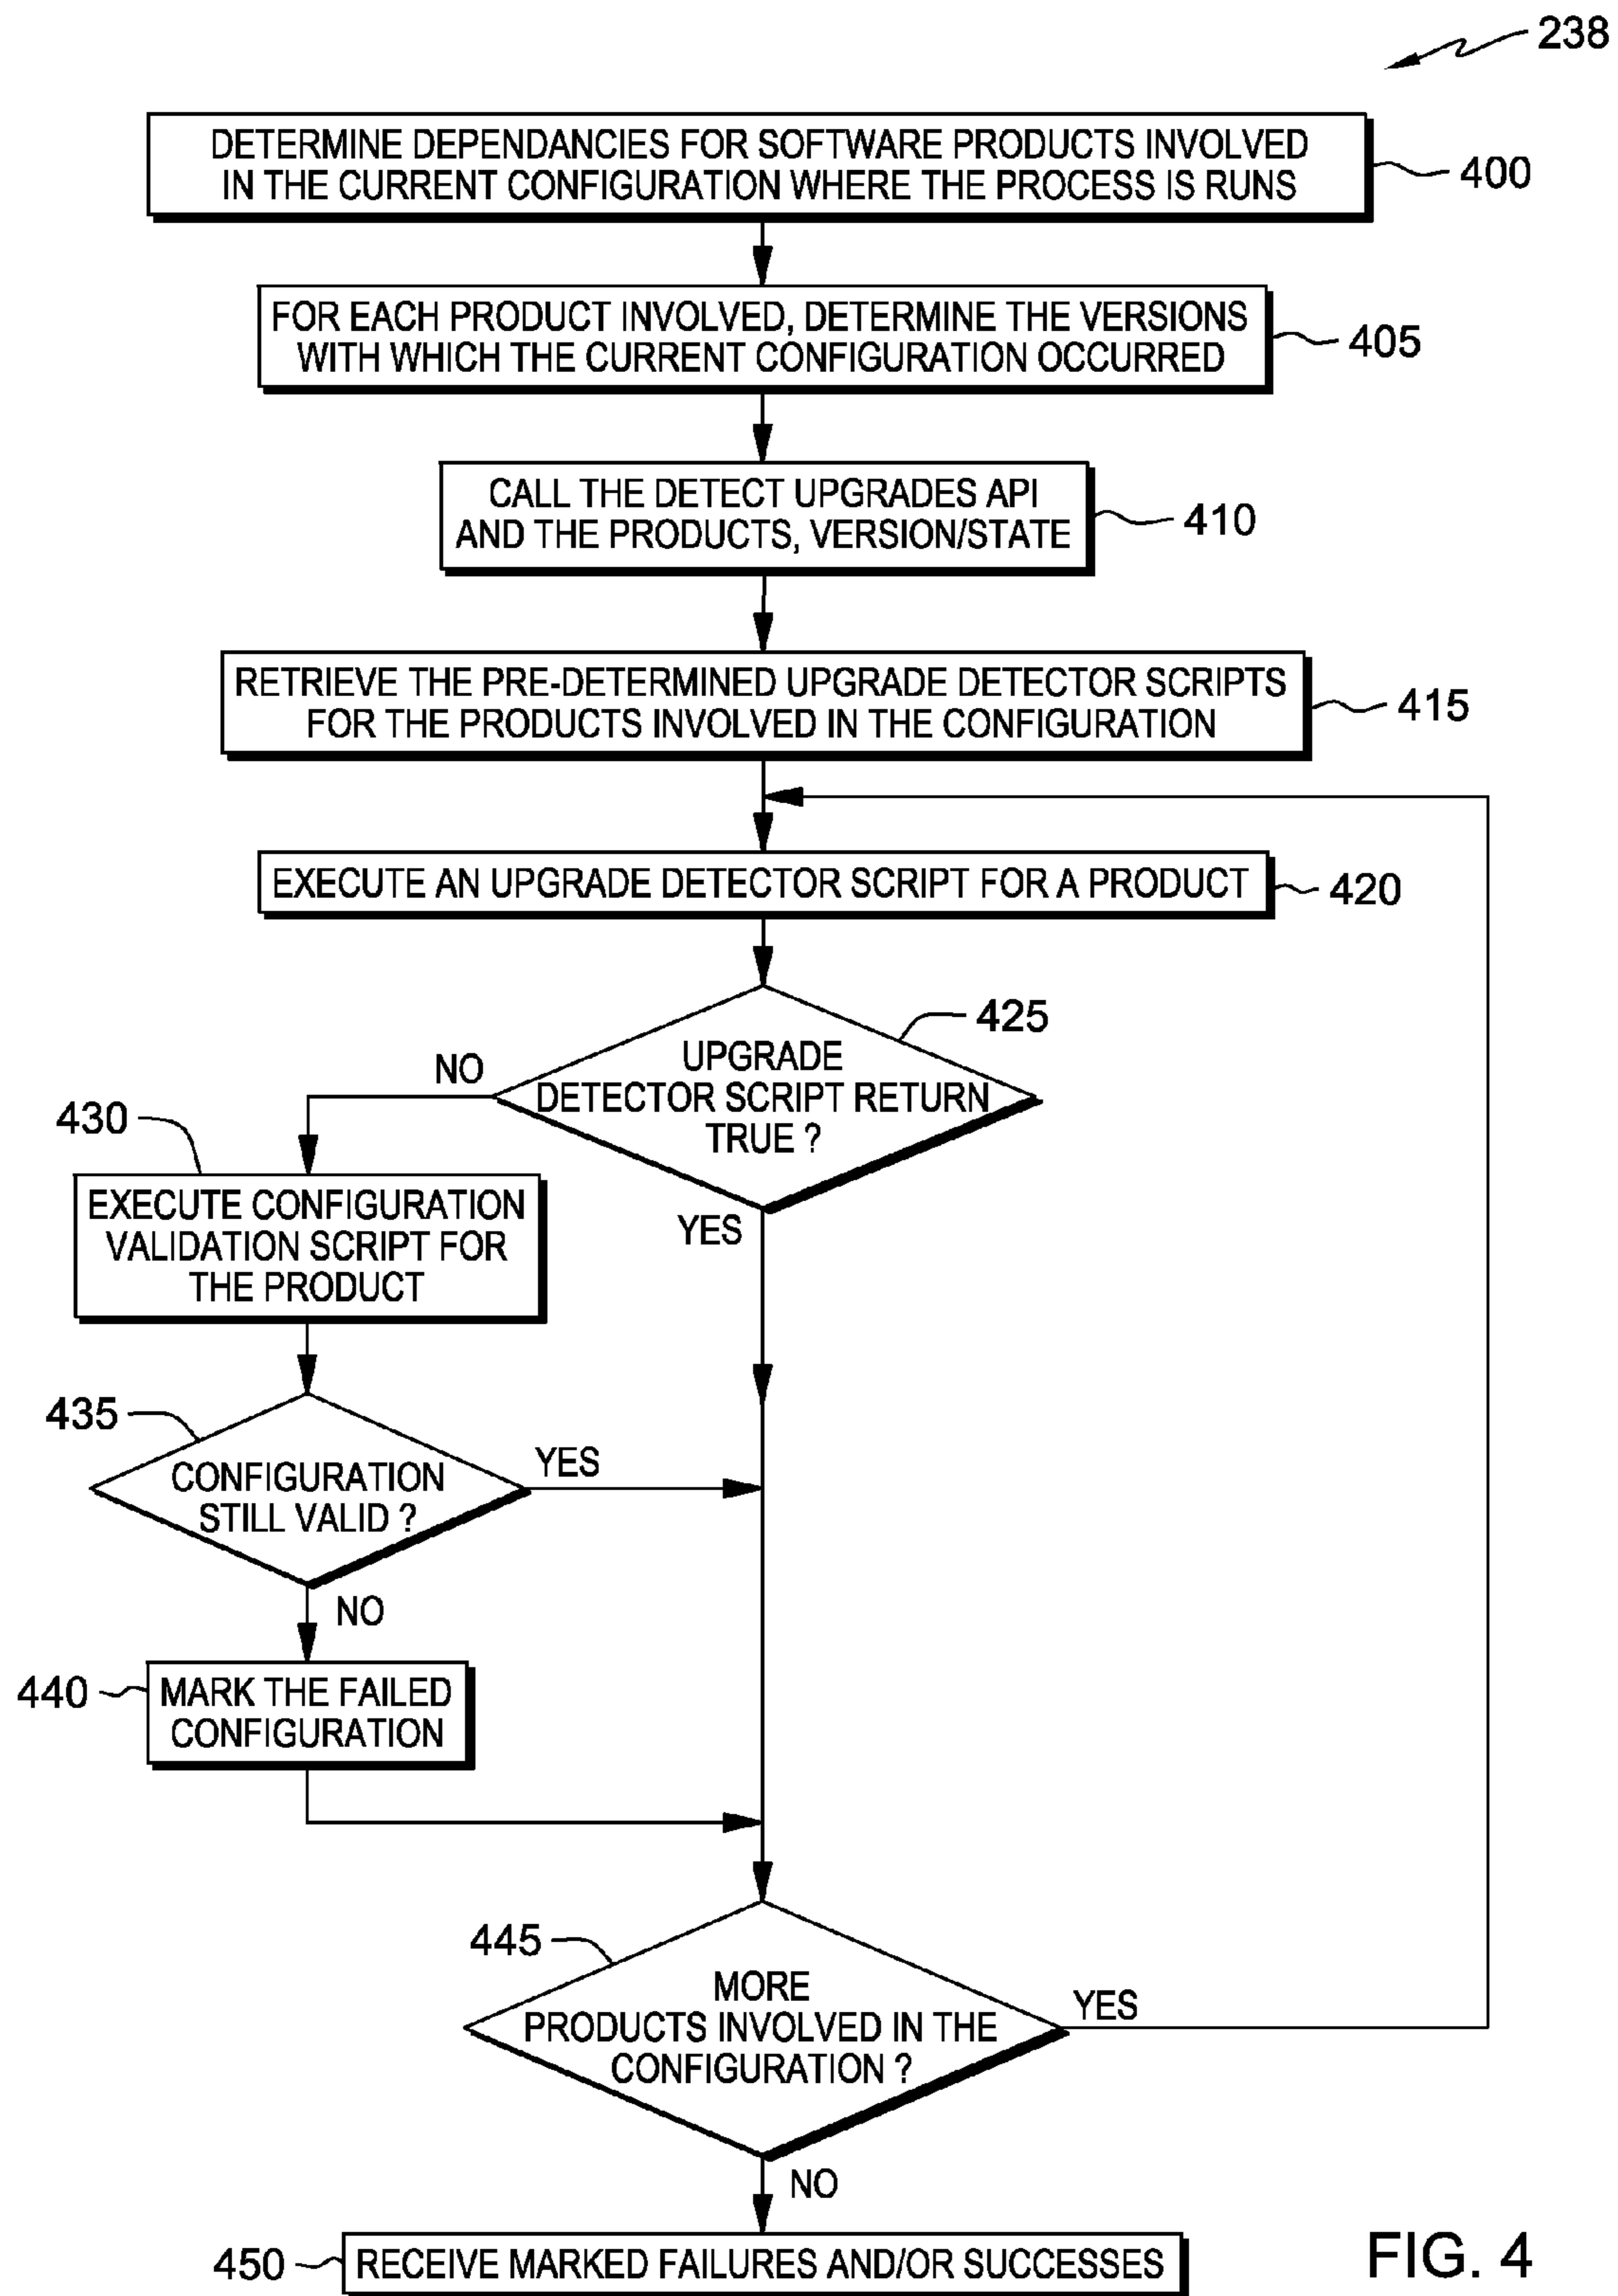 238
DETERMINE DEPENDANCIES FOR SOFTWARE PRODUCTS INVOLVED
IN THE CURRENT CONFIGURATION WHERE THE PROCESS IS RUNS
400
FOR EACH PRODUCT INVOLVED, DETERMINE THE VERSIONS
WITH WHICH THE CURRENT CONFIGURATION OCCURRED
405
CALL THE DETECT UPGRADES API
AND THE PRODUCTS, VERSION/STATE
410
RETRIEVE THE PRE-DETERMINED UPGRADE DETECTOR SCRIPTS
FOR THE PRODUCTS INVOLVED IN THE CONFIGURATION
415
EXECUTE AN UPGRADE DETECTOR SCRIPT FOR A PRODUCT
420
425
UPGRADE
DETECTOR SCRIPT RETURN
TRUE ?
NO
YES
430
EXECUTE CONFIGURATION
VALIDATION SCRIPT FOR
THE PRODUCT
435
CONFIGURATION
STILL VALID ?
YES
NO
440
MARK THE FAILED
CONFIGURATION
445
MORE
PRODUCTS INVOLVED IN THE
CONFIGURATION ?
YES
NO
450
RECEIVE MARKED FAILURES AND/OR SUCCESSES
FIG. 4